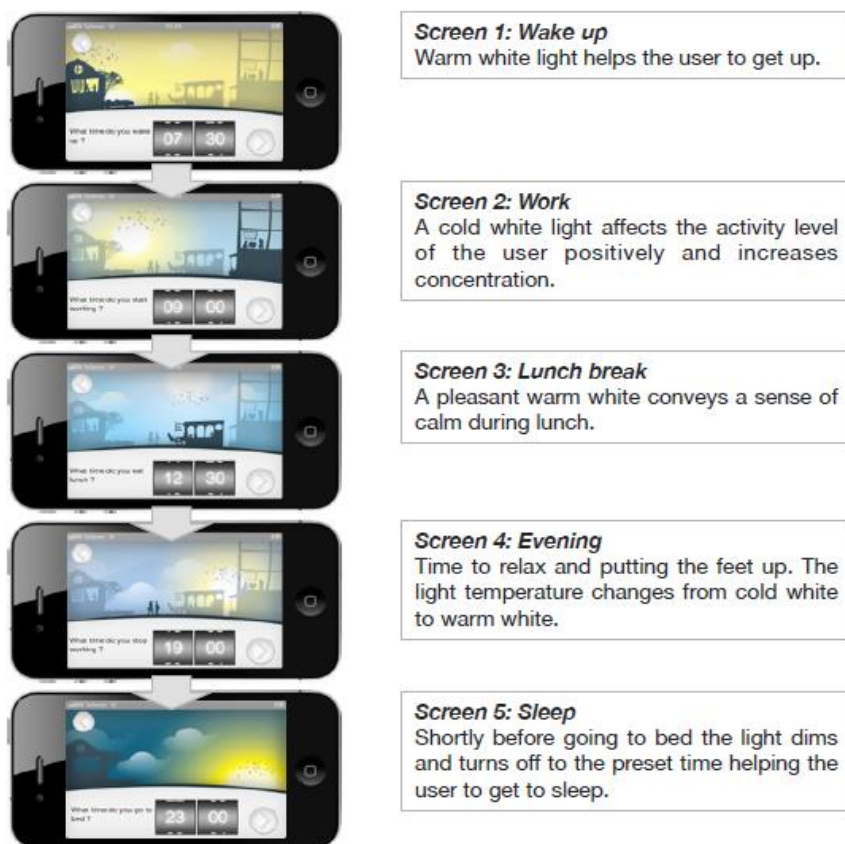 Screen 1: Wake up
Warm white light helps the user to get up.
What time do you wake
up ?
07 30
Screen 2: Work
A cold white light affects the activity level
of the user positively and increases
concentration.
What time do you start
working ?
09 00
Screen 3: Lunch break
A pleasant warm white conveys a sense of
calm during lunch.
What time do you eat
lunch ?
12 30
Screen 4: Evening
Time to relax and putting the feet up. The
light temperature changes from cold white
to warm white.
What time do you stop
working ?
19 00
Screen 5: Sleep
Shortly before going to bed the light dims
and turns off to the preset time helping the
user to get to sleep.
What time do you go to
bed ?
23 00